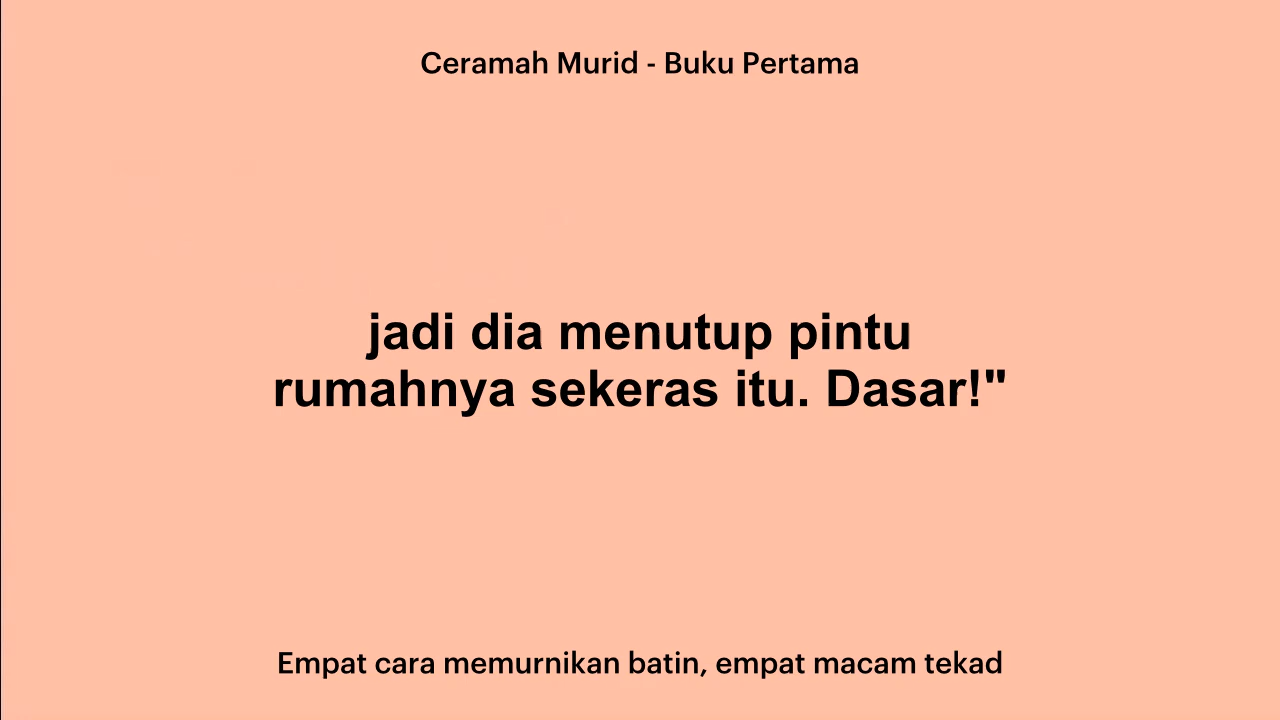 Ceramah Murid - Buku Pertama
jadi dia menutup pintu
rumahnya sekeras itu. Dasar!"
Empat cara memurnikan batin, empat macam tekad